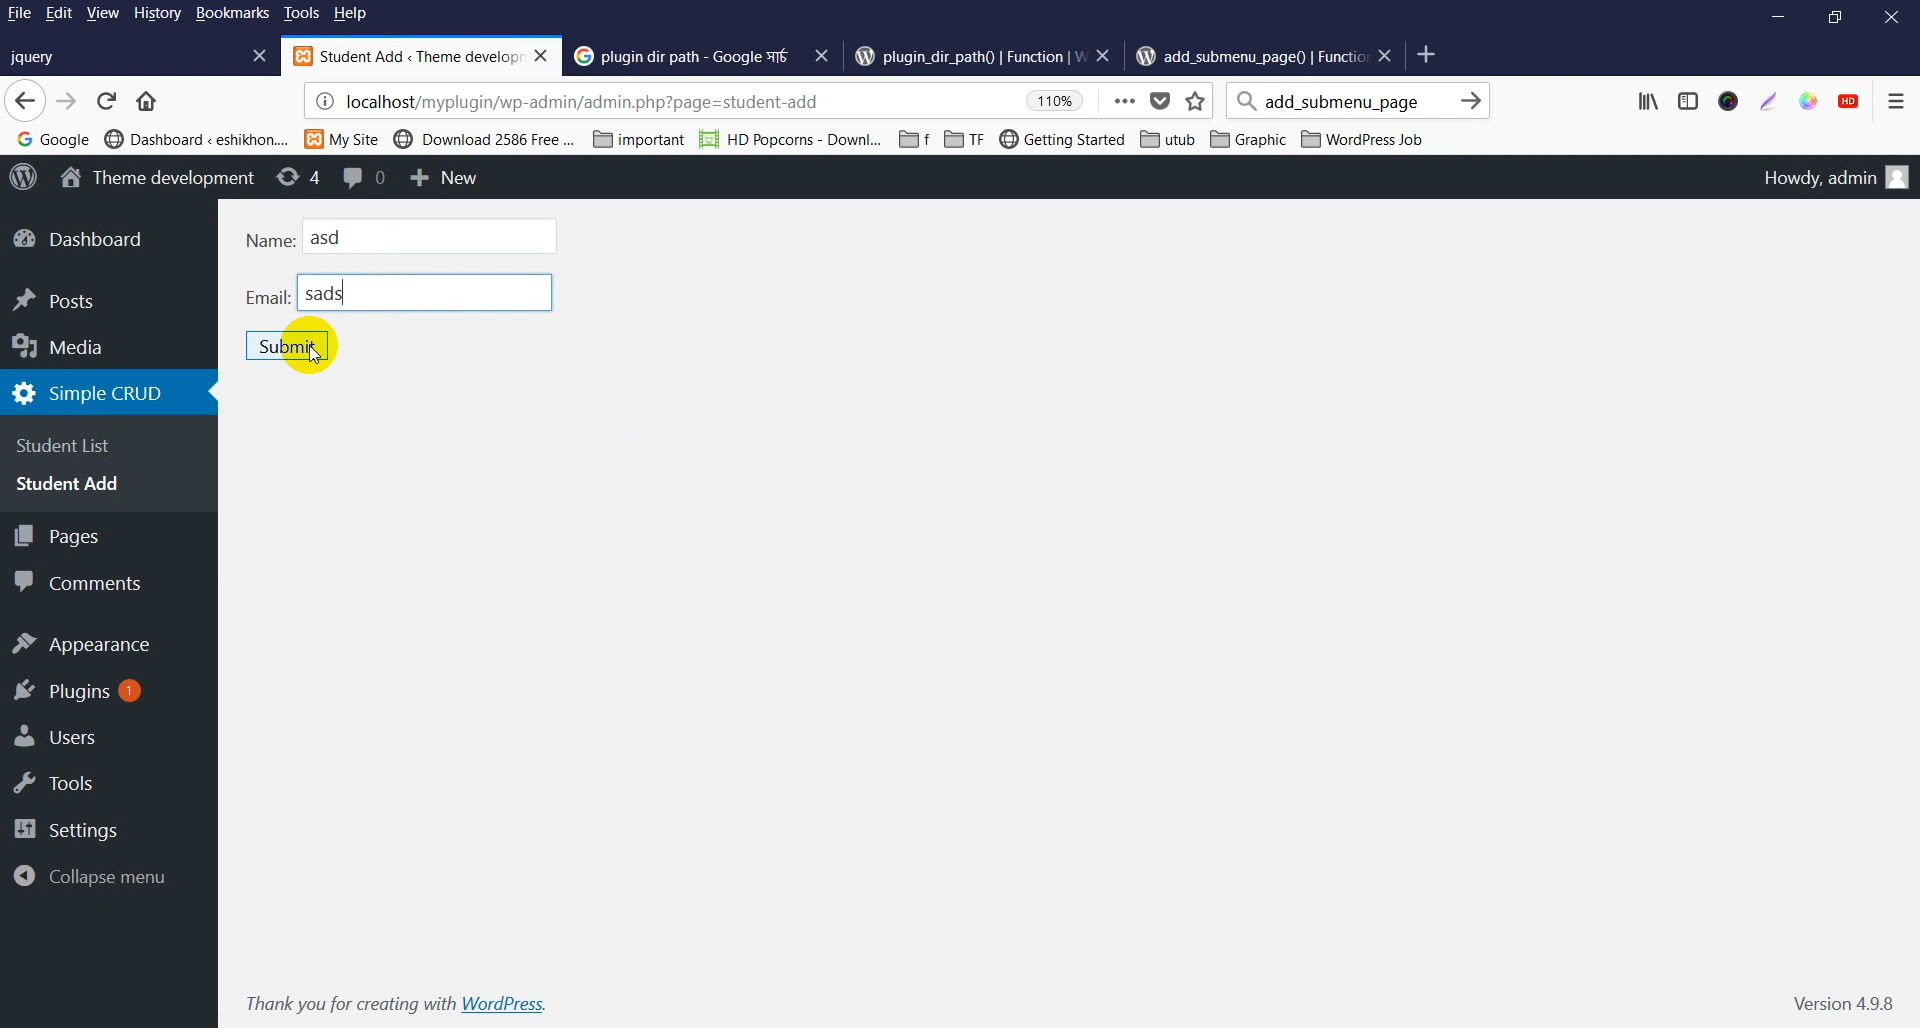 File Edit View History Bookmarks Tools Help
jquery
Student Add ‹ Theme developm
plugin dir path - Google সার্চ
plugin_dir_path() | Function | W
add_submenu_page() | Function
localhost/myplugin/wp-admin/admin.php?page=student-add
110%
add_submenu_page
HD
Google
Dashboard ‹ eshikhon....
My Site
Download 2586 Free ...
important
HD Popcorns - Downl...
f
TF
Getting Started
utub
Graphic
WordPress Job
Theme development
4
0
New
Howdy, admin
Dashboard
Posts
Media
Simple CRUD
Student List
Student Add
Pages
Comments
Appearance
Plugins 1
Users
Tools
Settings
Collapse menu
Name: asd
Email: sads
Submit
Thank you for creating with WordPress.
Version 4.9.8